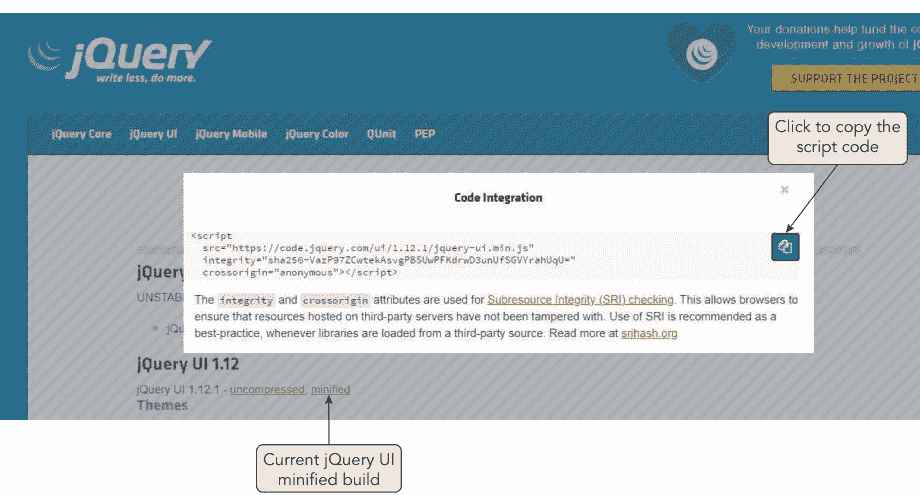 Your donations help fund the co
development and growth of jQ
jQuery
write less, do more.
SUPPORT THE PROJECT
jQuery Core jQuery UI jQuery Mobile jQuery Color QUnit PEP
Click to copy the
script code
Code Integration
×
<script
src="https://code.jquery.com/ui/1.12.1/jquery-ui.min.js"
integrity="sha256-VazP97ZCwtekAsvgPBSUwPFKdrwD3unUfSGVYrahUqU="
crossorigin="anonymous"></script>
jQuery
The integrity and crossorigin attributes are used for Subresource Integrity (SRI) checking. This allows browsers to
UNSTAB
ensure that resources hosted on third-party servers have not been tampered with. Use of SRI is recommended as a
jQu
best-practice, whenever libraries are loaded from a third-party source. Read more at srihash.org
jQuery UI 1.12
jQuery UI 1.12.1 - uncompressed, minified
Themes
Current jQuery UI
minified build